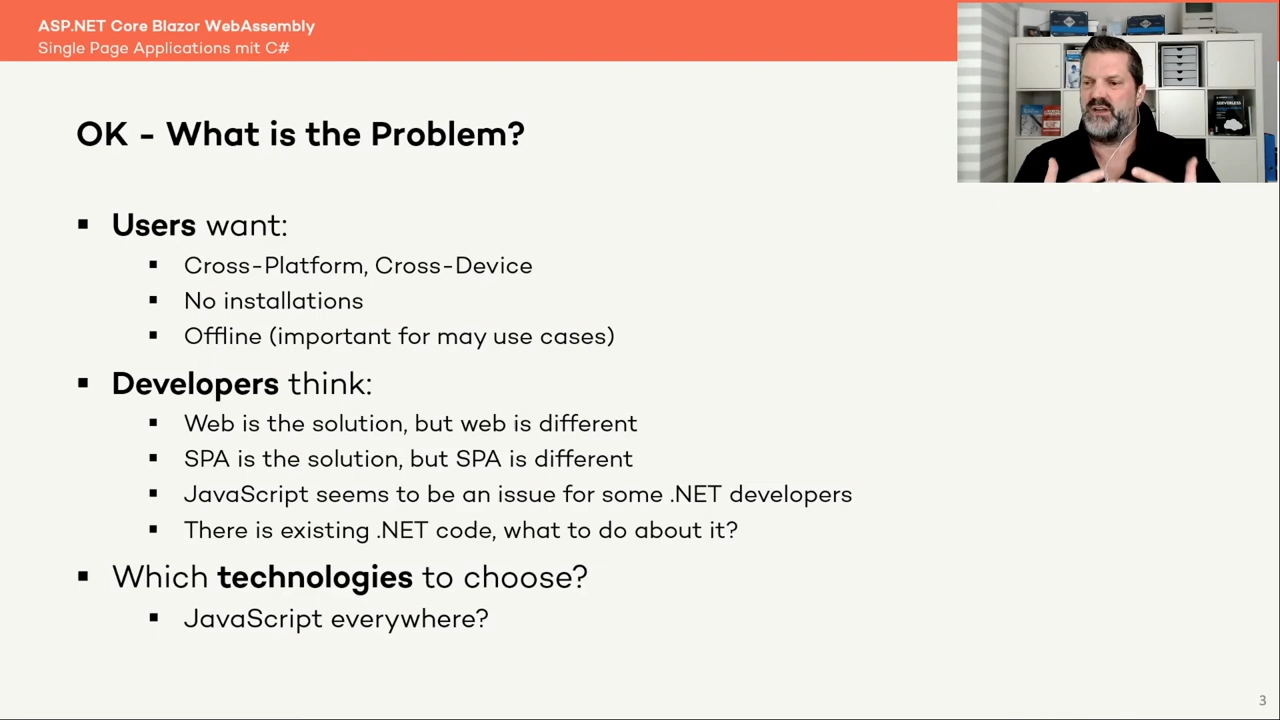 ASP.NET Core Blazor WebAssembly
Single Page Applications mit C#
OK - What is the Problem?
▪ Users want:
▪ Cross-Platform, Cross-Device
▪ No installations
▪ Offline (important for may use cases)
▪ Developers think:
▪ Web is the solution, but web is different
▪ SPA is the solution, but SPA is different
▪ JavaScript seems to be an issue for some .NET developers
▪ There is existing .NET code, what to do about it?
▪ Which technologies to choose?
▪ JavaScript everywhere?
SERVERLESS
3